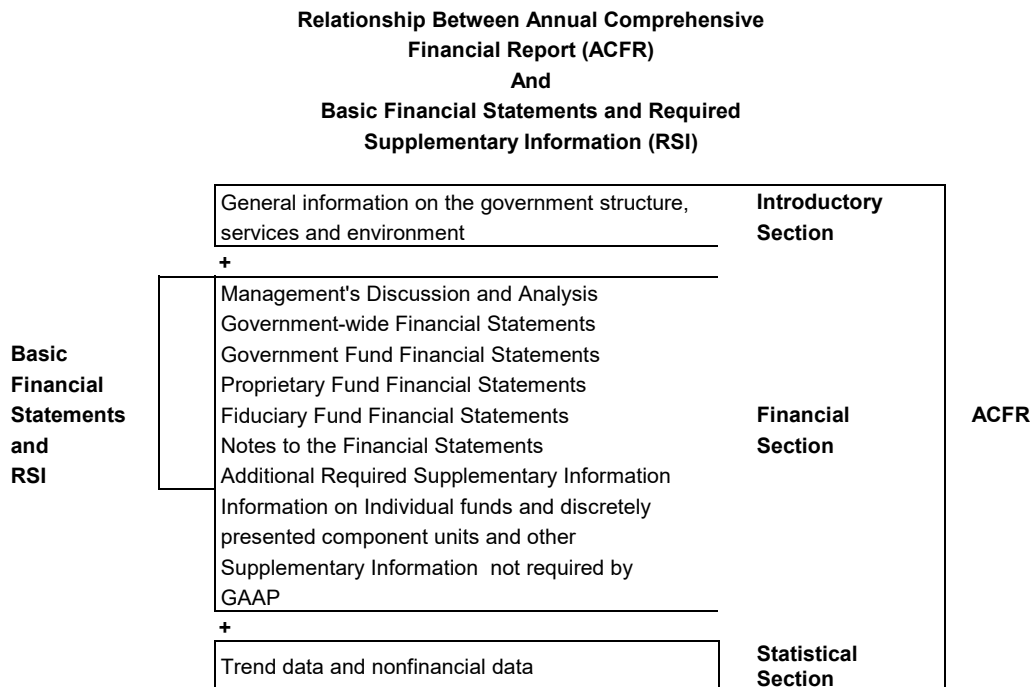 Relationship Between Annual Comprehensive
Financial Report (ACFR)
And
Basic Financial Statements and Required
Supplementary Information (RSI)
General information on the government structure,
services and environment
Introductory
Section
+
Basic
Financial
Statements
and
RSI
Management's Discussion and Analysis
Government-wide Financial Statements
Government Fund Financial Statements
Proprietary Fund Financial Statements
Fiduciary Fund Financial Statements
Notes to the Financial Statements
Additional Required Supplementary Information
Information on Individual funds and discretely
presented component units and other
Supplementary Information not required by
GAAP
Financial
Section
ACFR
+
Trend data and nonfinancial data
Statistical
Section